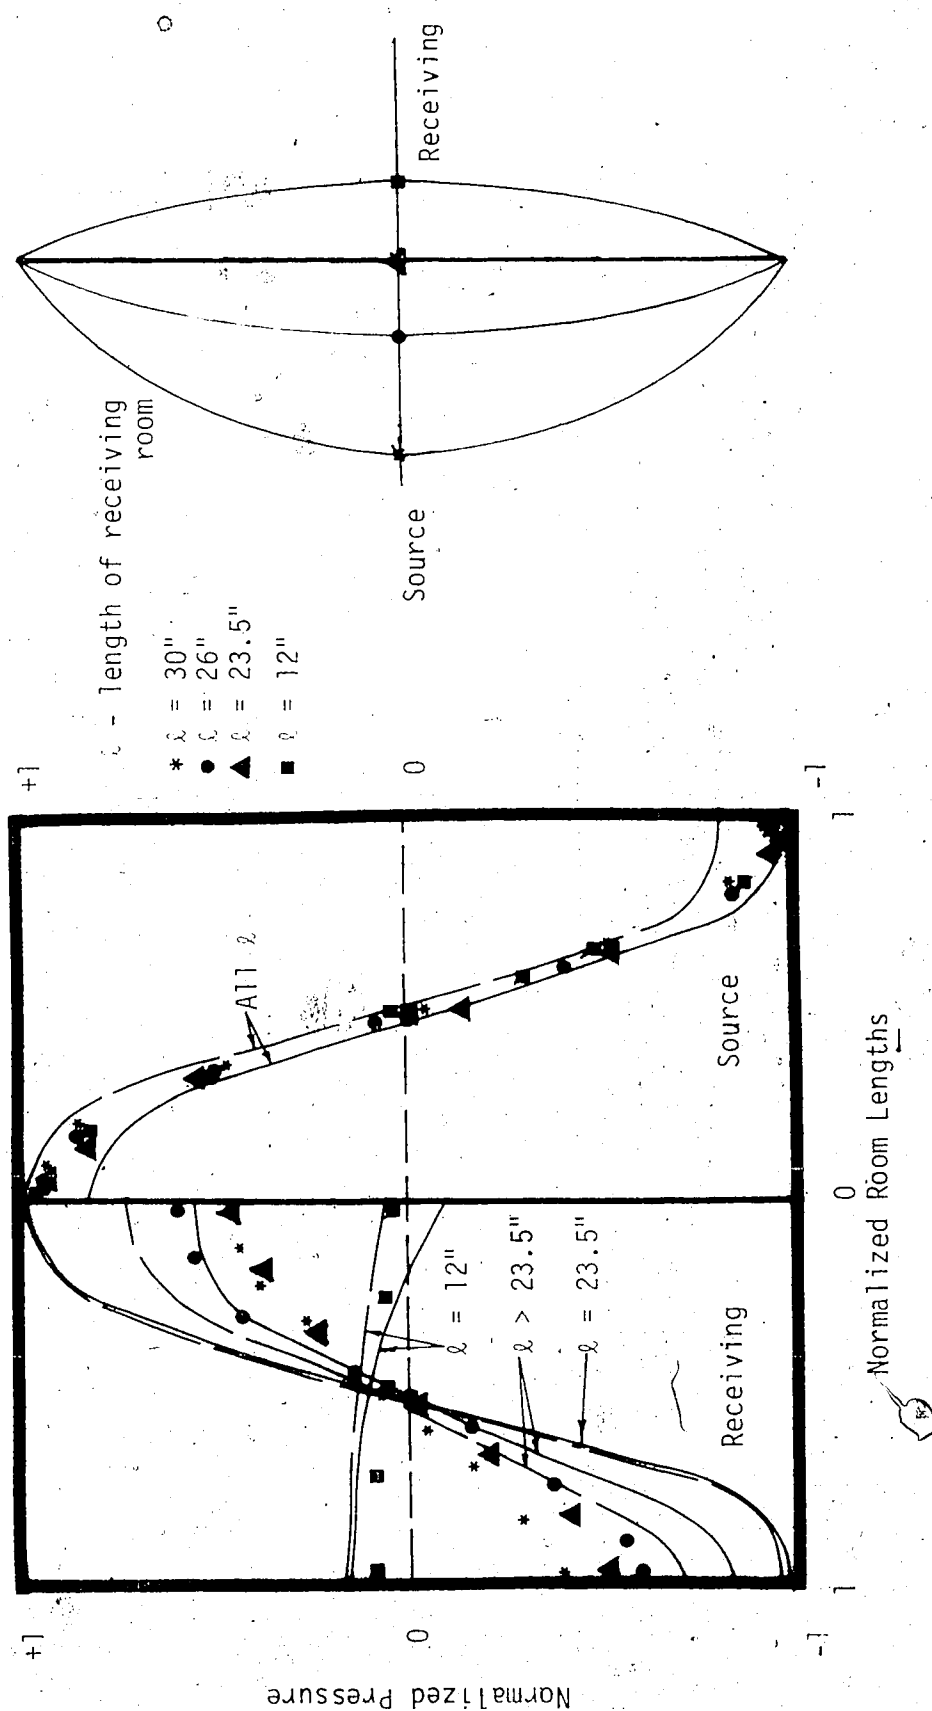 ℓ - length of receiving
room
* ℓ = 30"
● ℓ = 26"
▲ ℓ = 23.5"
■ ℓ = 12"
Source
Receiving
+1
0
-1
+1
0
-1
Normalized Pressure
All ℓ
ℓ = 12"
ℓ > 23.5"
ℓ = 23.5"
Receiving
Source
1
0
1
Normalized Room Lengths